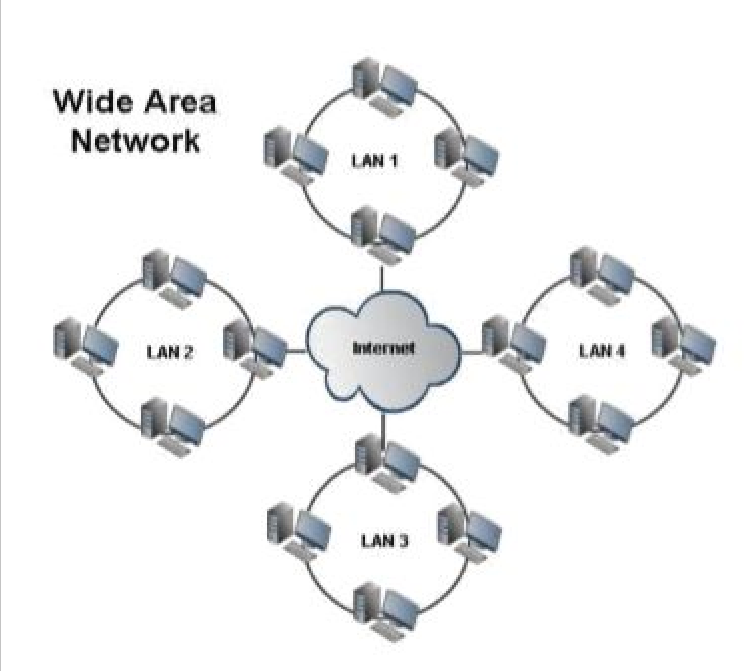 Wide Area
Network
LAN 1
LAN 2
Internet
LAN 4
LAN 3